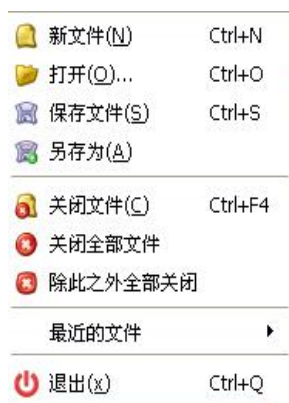 新文件(N) Ctrl+N
打开(O)... Ctrl+O
保存文件(S) Ctrl+S
另存为(A)
关闭文件(C) Ctrl+F4
关闭全部文件
除此之外全部关闭
最近的文件
退出(x) Ctrl+Q